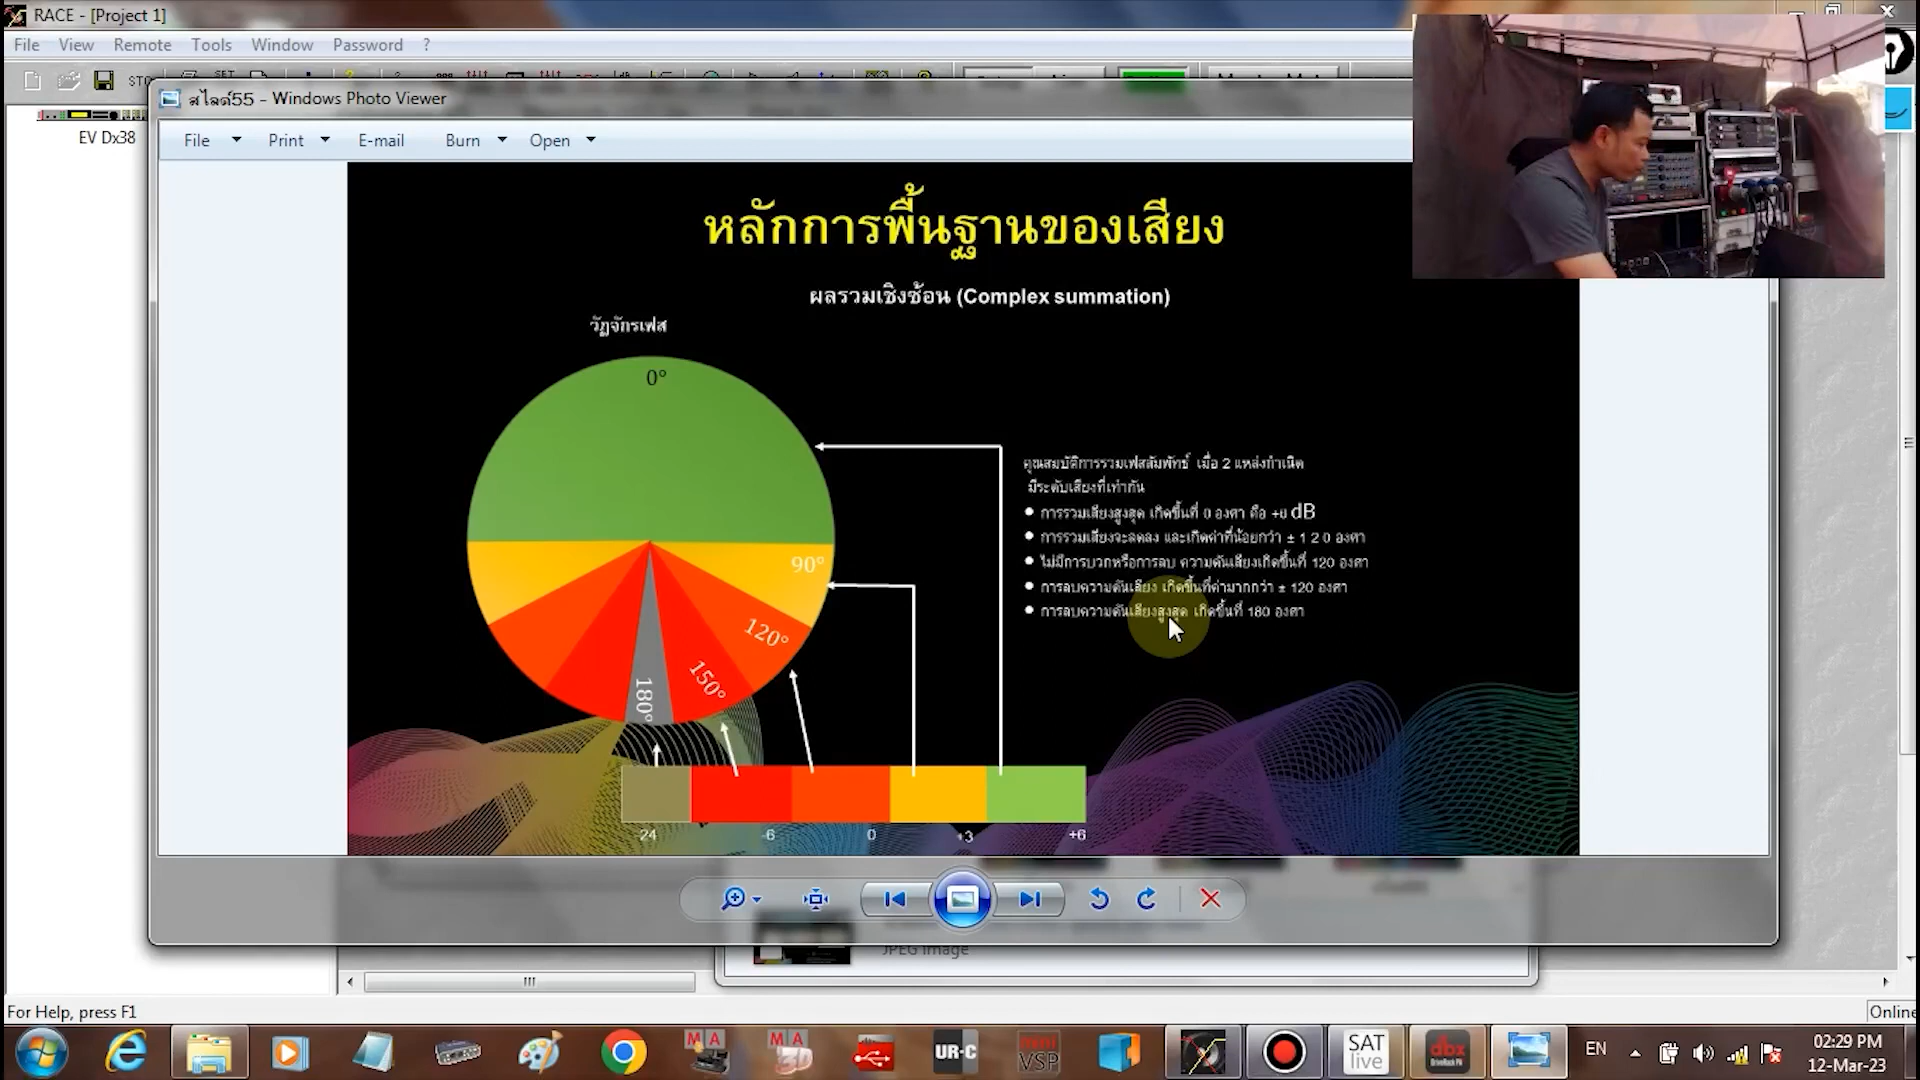 RACE - [Project 1]
File View Remote Tools Window Password ?
สไลด์55 - Windows Photo Viewer
EV Dx38
File Print E-mail Burn Open
หลักการพื้นฐานของเสียง
ผลรวมเชิงซ้อน (Complex summation)
วัฏจักรเฟส
0°
90°
120°
150°
180°
คุณสมบัติการรวมเฟสสัมพัทธ์ เมื่อ 2 แหล่งกำเนิด
มีระดับเสียงที่เท่ากัน
การรวมเสียงสูงสุด เกิดขึ้นที่ 0 องศา คือ dB
การรวมเสียงจะลดลง และเกิดค่าที่น้อยกว่า ± 1 2 0 องศา
ไม่มีการบวกหรือการลบ ความดันเสียงเกิดขึ้นที่ 120 องศา
การลบความดันเสียง เกิดขึ้นที่ค่ามากกว่า ± 120 องศา
การลบความดันเสียงสูงสุด เกิดขึ้นที่ 180 องศา
24 -6 0 +3 +6
JPEG Image
For Help, press F1
Online
MA MA 3D UR-C mini VSP SAT live dbx EN
02:29 PM
12-Mar-23